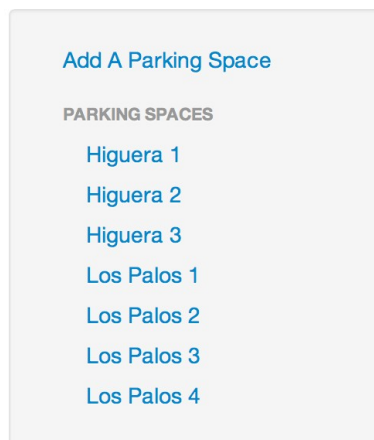 Add A Parking Space
PARKING SPACES
Higuera 1
Higuera 2
Higuera 3
Los Palos 1
Los Palos 2
Los Palos 3
Los Palos 4